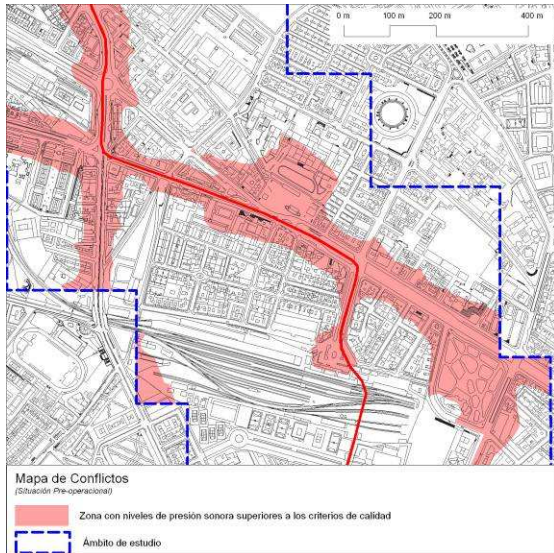 0 m 100 m 200 m 400 m
Mapa de Conflictos
(Situación Pre-operacional)
Zona con niveles de presión sonora superiores a los criterios de calidad
Ámbito de estudio